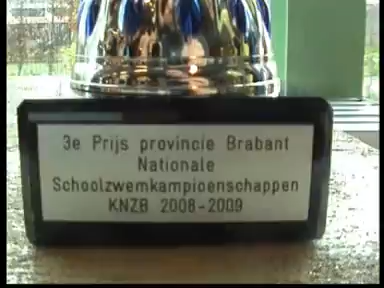 3e Prijs provincie Brabant
Nationale
Schoolzwemkampioenschappen
KNZB 2008-2009